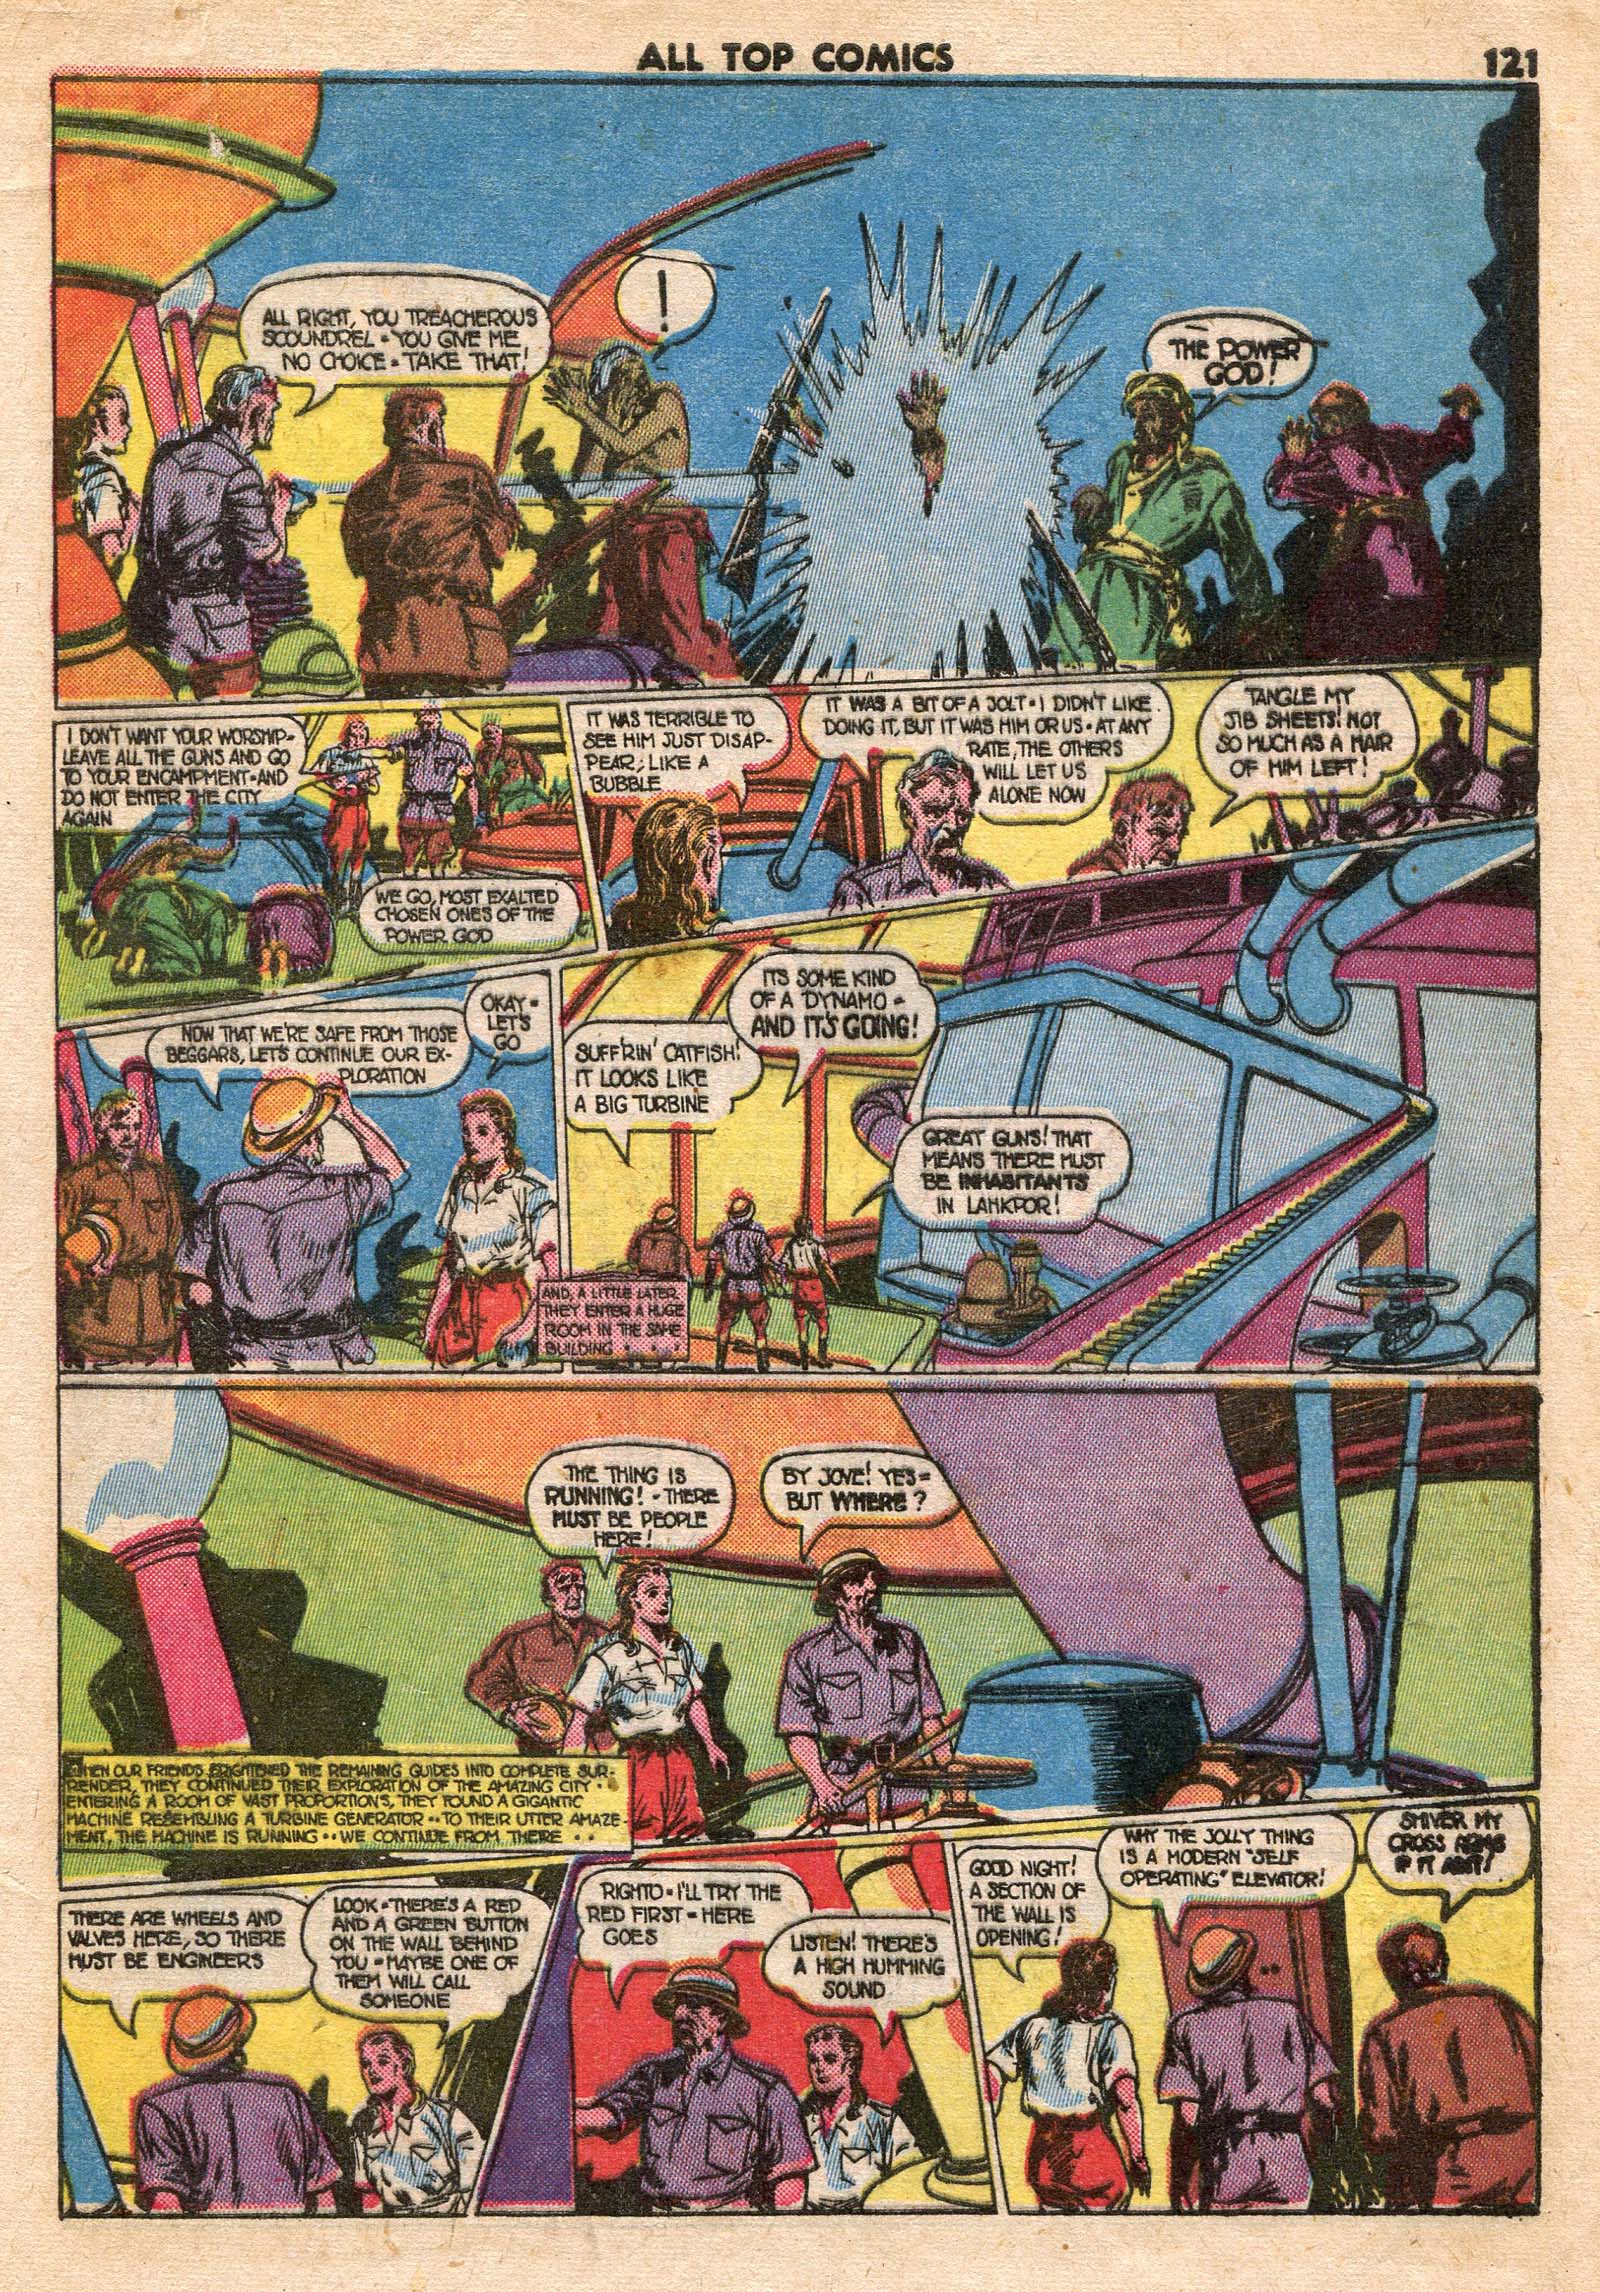 ALL TOP COMICS
121
ALL RIGHT, YOU TREACHEROUS
SCOUNDREL - YOU GIVE ME
NO CHOICE - TAKE THAT!
!
THE POWER
GOD!
I DON'T WANT YOUR WORSHIP-
LEAVE ALL THE GUNS AND GO
TO YOUR ENCAMPMENT - AND
DO NOT ENTER THE CITY
AGAIN
WE GO, MOST EXALTED
CHOSEN ONES OF THE
POWER GOD
IT WAS TERRIBLE TO
SEE HIM JUST DISAP-
PEAR, LIKE A
BUBBLE
IT WAS A BIT OF A JOLT - I DIDN'T LIKE
DOING IT, BUT IT WAS HIM OR US - AT ANY
RATE, THE OTHERS
WILL LET US
ALONE NOW
TANGLE MY
JIB SHEETS! NOT
SO MUCH AS A HAIR
OF HIM LEFT!
NOW THAT WE'RE SAFE FROM THOSE
BEGGARS, LET'S CONTINUE OUR EX-
PLORATION
OKAY -
LET'S
GO
AND, A LITTLE LATER,
THEY ENTER A HUGE
ROOM IN THE SAME
BUILDING . . . .
SUFF'RIN' CATFISH!
IT LOOKS LIKE
A BIG TURBINE
ITS SOME KIND
OF A DYNAMO -
AND IT'S GOING!
GREAT GUNS! THAT
MEANS THERE MUST
BE INHABITANTS
IN LAHKPOR!
THE THING IS
RUNNING! - THERE
MUST BE PEOPLE
HERE!
BY JOVE! YES -
BUT WHERE?
WHEN OUR FRIENDS FRIGHTENED THE REMAINING GUIDES INTO COMPLETE SUR-
RENDER, THEY CONTINUED THEIR EXPLORATION OF THE AMAZING CITY -
ENTERING A ROOM OF VAST PROPORTIONS, THEY FOUND A GIGANTIC
MACHINE RESEMBLING A TURBINE GENERATOR -- TO THEIR UTTER AMAZE-
MENT, THE MACHINE IS RUNNING -- WE CONTINUE FROM THERE . .
THERE ARE WHEELS AND
VALVES HERE, SO THERE
MUST BE ENGINEERS
LOOK - THERE'S A RED
AND A GREEN BUTTON
ON THE WALL BEHIND
YOU - MAYBE ONE OF
THEM WILL CALL
SOMEONE
RIGHTO - I'LL TRY THE
RED FIRST - HERE
GOES
LISTEN! THERE'S
A HIGH HUMMING
SOUND
GOOD NIGHT!
A SECTION OF
THE WALL IS
OPENING!
WHY THE JOLLY THING
IS A MODERN "SELF
OPERATING" ELEVATOR!
SHIVER MY
CROSS ARMS
IF IT AIN'T!